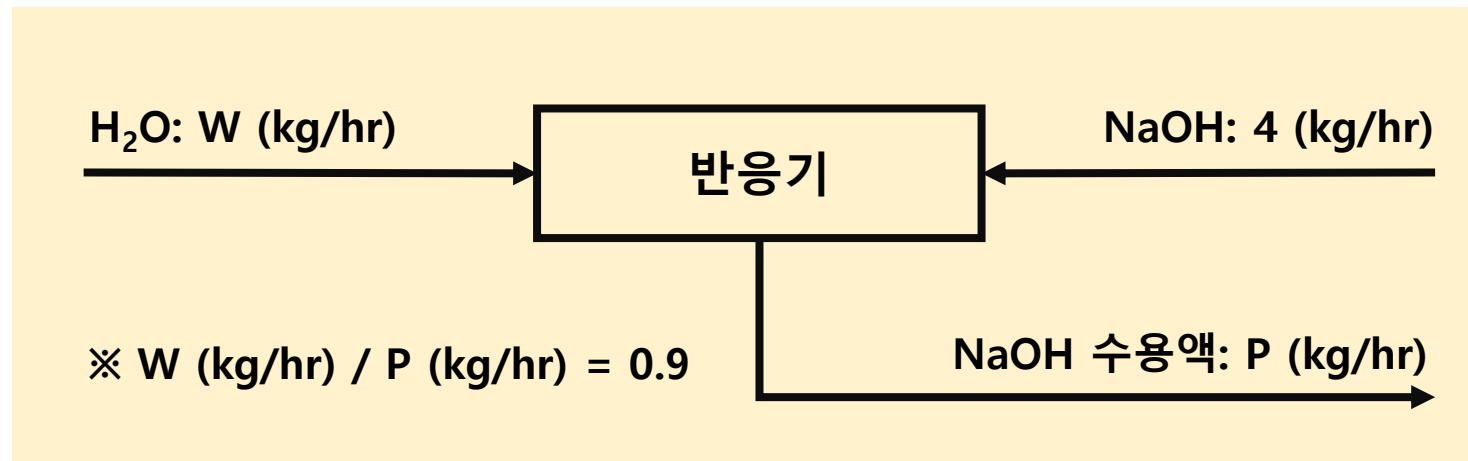 H₂O: W (kg/hr)
NaOH: 4 (kg/hr)
반응기
※ W (kg/hr) / P (kg/hr) = 0.9
NaOH 수용액: P (kg/hr)